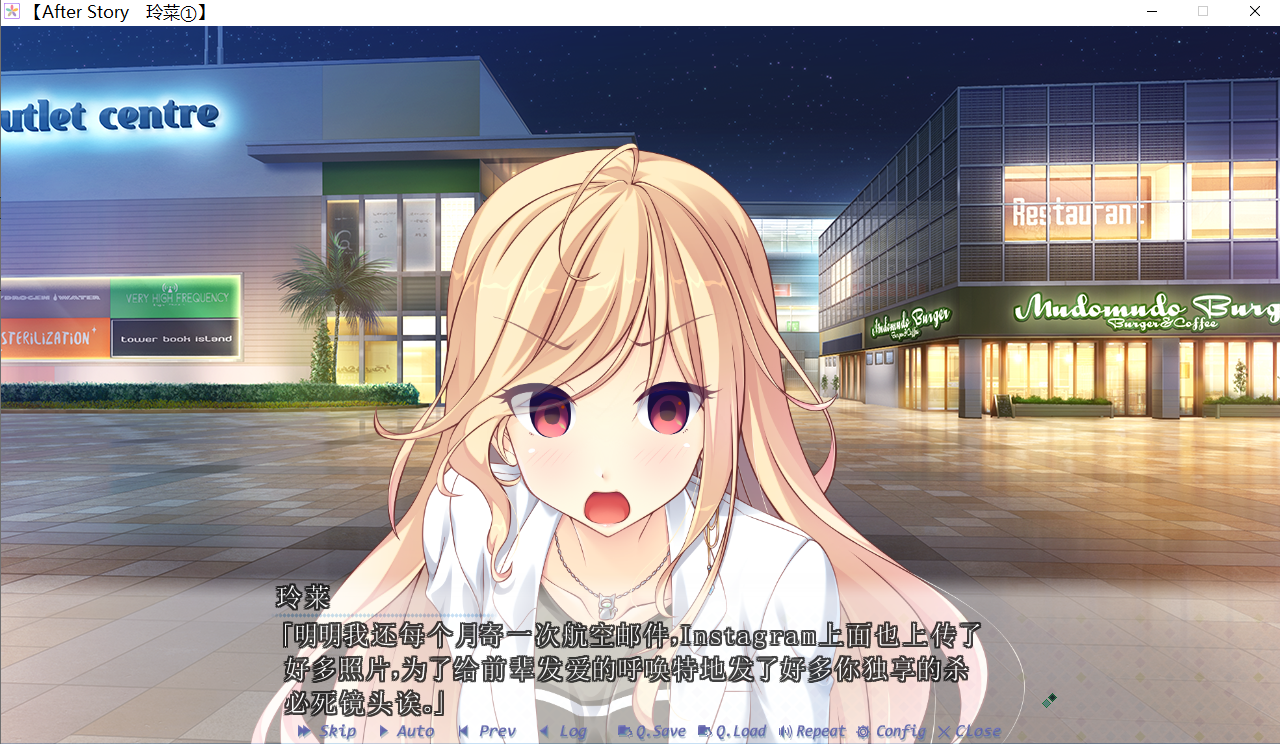 【After Story　玲菜①】
utlet centre
Restaurant
VERY HIGH FREQUENCY
STERILIZATION
tower book island
Mudomudo Burger
Burger&Coffee
Mudomudo Burg
Burger&Coffee
玲菜
「明明我还每个月寄一次航空邮件,Instagram上面也上传了
好多照片,为了给前辈发爱的呼唤特地发了好多你独享的杀
必死镜头诶。」
Skip Auto Prev Log Q.Save Q.Load Repeat Config Close